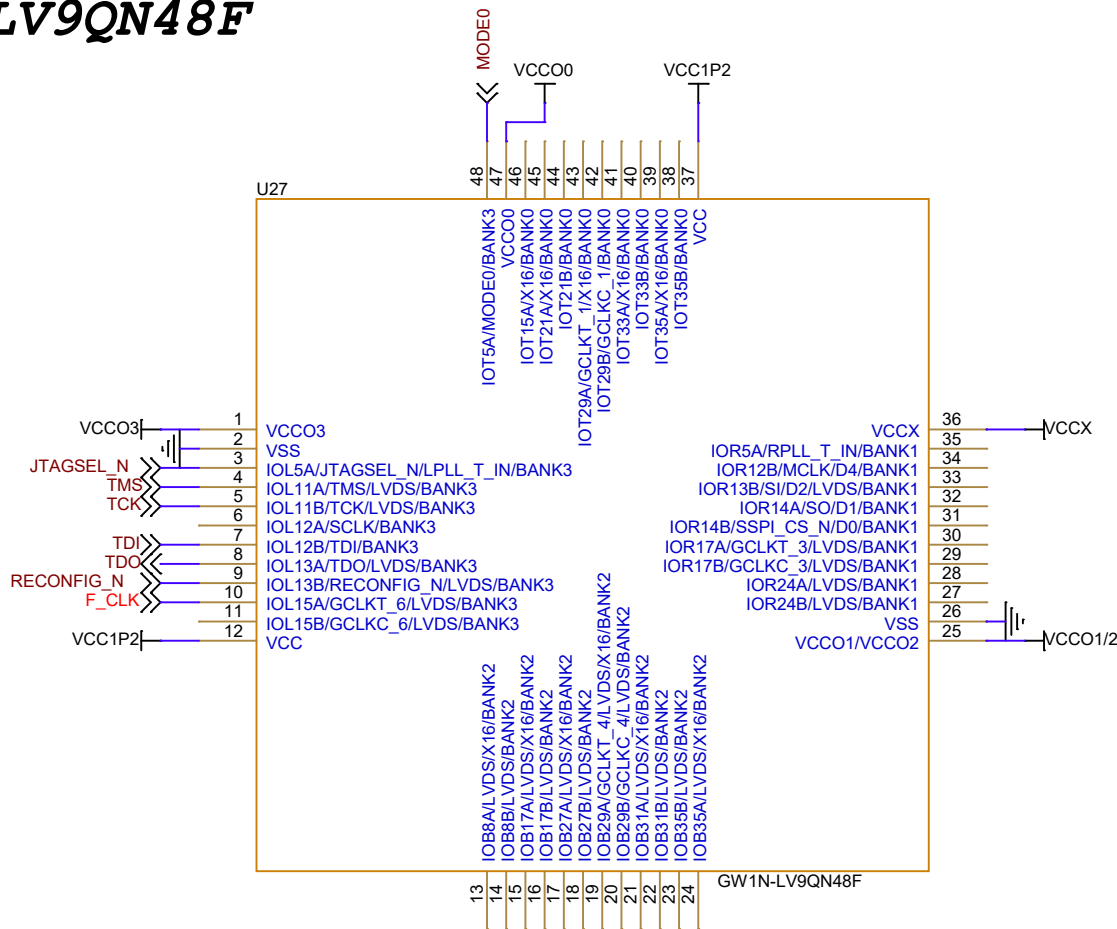 LV9QN48F
MODE0
VCCO0
VCC1P2
48
47
46
45
44
43
42
41
40
39
38
37
U27
IOT5A/MODE0/BANK3
VCCO0
IOT15A/X16/BANK0
IOT21A/X16/BANK0
IOT21B/BANK0
IOT29A/GCLKT_1/X16/BANK0
IOT29B/GCLKC_1/BANK0
IOT33A/X16/BANK0
IOT33B/BANK0
IOT35A/X16/BANK0
IOT35B/BANK0
VCC
VCCO3 1 VCCO3
2 VSS
JTAGSEL_N 3 IOL5A/JTAGSEL_N/LPLL_T_IN/BANK3
TMS 4 IOL11A/TMS/LVDS/BANK3
TCK 5 IOL11B/TCK/LVDS/BANK3
6 IOL12A/SCLK/BANK3
TDI 7 IOL12B/TDI/BANK3
TDO 8 IOL13A/TDO/LVDS/BANK3
RECONFIG_N 9 IOL13B/RECONFIG_N/LVDS/BANK3
F_CLK 10 IOL15A/GCLKT_6/LVDS/BANK3
11 IOL15B/GCLKC_6/LVDS/BANK3
VCC1P2 12 VCC
VCCX 36 VCCX
IOR5A/RPLL_T_IN/BANK1 35
IOR12B/MCLK/D4/BANK1 34
IOR13B/SI/D2/LVDS/BANK1 33
IOR14A/SO/D1/BANK1 32
IOR14B/SSPI_CS_N/D0/BANK1 31
IOR17A/GCLKT_3/LVDS/BANK1 30
IOR17B/GCLKC_3/LVDS/BANK1 29
IOR24A/LVDS/BANK1 28
IOR24B/LVDS/BANK1 27
VSS 26
VCCO1/VCCO2 25 VCCO1/2
IOB8A/LVDS/X16/BANK2
IOB8B/LVDS/BANK2
IOB17A/LVDS/X16/BANK2
IOB17B/LVDS/BANK2
IOB27A/LVDS/X16/BANK2
IOB27B/LVDS/BANK2
IOB29A/GCLKT_4/LVDS/X16/BANK2
IOB29B/GCLKC_4/LVDS/BANK2
IOB31A/LVDS/X16/BANK2
IOB31B/LVDS/BANK2
IOB35B/LVDS/BANK2
IOB35A/LVDS/X16/BANK2
GW1N-LV9QN48F
13
14
15
16
17
18
19
20
21
22
23
24